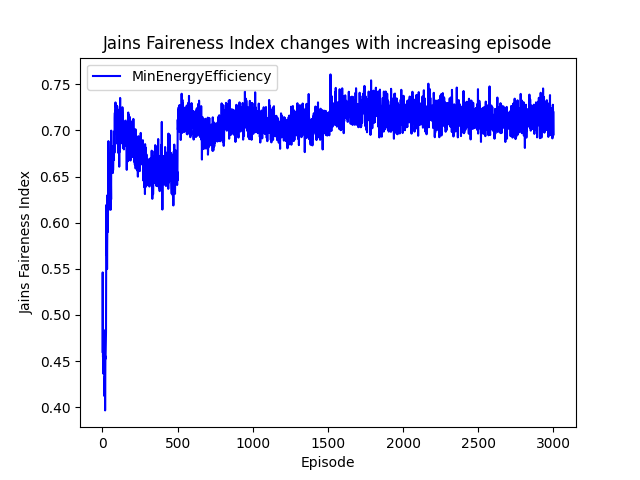 Jains Faireness Index changes with increasing episode
MinEnergyEfficiency
Jains Faireness Index
0.75
0.70
0.65
0.60
0.55
0.50
0.45
0.40
0 500 1000 1500 2000 2500 3000
Episode